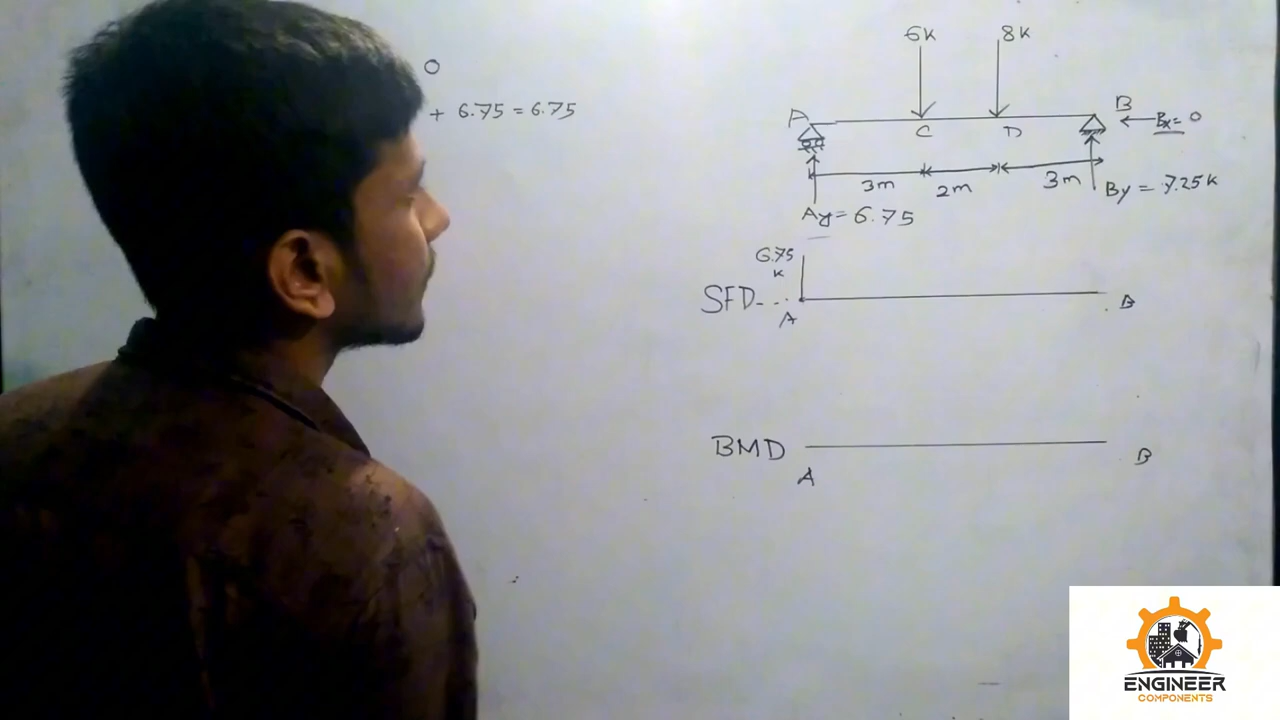 0
+ 6.75 = 6.75
6k 8k
A C D B Bx = 0
3m 2m 3m
Ay = 6.75
By = 7.25k
6.75
k
SFD
A B
BMD
A B
ENGINEER
COMPONENTS